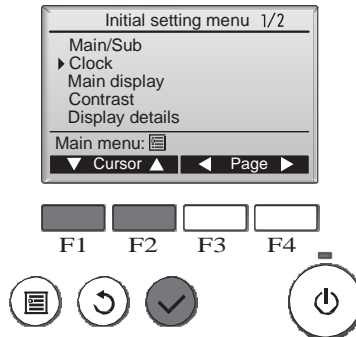 Initial setting menu 1/2
Main/Sub
Clock
Main display
Contrast
Display details
Main menu:
Cursor Page
F1 F2 F3 F4